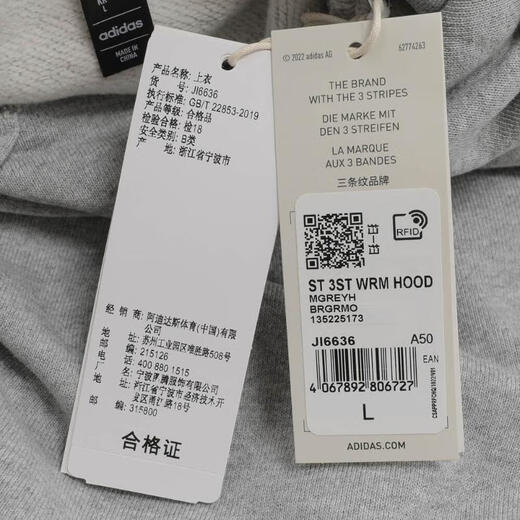 L
adidas
MADE IN
CHINA
产品名称: 上衣
货 号: JI6636
执行标准: GB/T 22853-2019
产品等级: 合格品
检验合格: 检18
安全类别: B类
产 地: 浙江省宁波市
经 销 商: 阿迪达斯体育(中国)有限
公司
地 址: 苏州工业园区唯胜路508号
邮 编: 215126
电 话: 400 880 1515
制 造 商: 宁波 腾服饰有限公司
地 址: 浙江省宁波市 经济技术开
发区 河路18号
邮 编: 315800
合格证
© 2022 adidas AG
62774263
THE BRAND
WITH THE 3 STRIPES
DIE MARKE MIT
DEN 3 STREIFEN
LA MARQUE
AUX 3 BANDES
三条纹品牌
RFID
ST 3ST WRM HOOD
MGREYH
BRGRMO
135225173
JI6636 A50
EAN
4 067892 806727
L
ADIDAS.COM